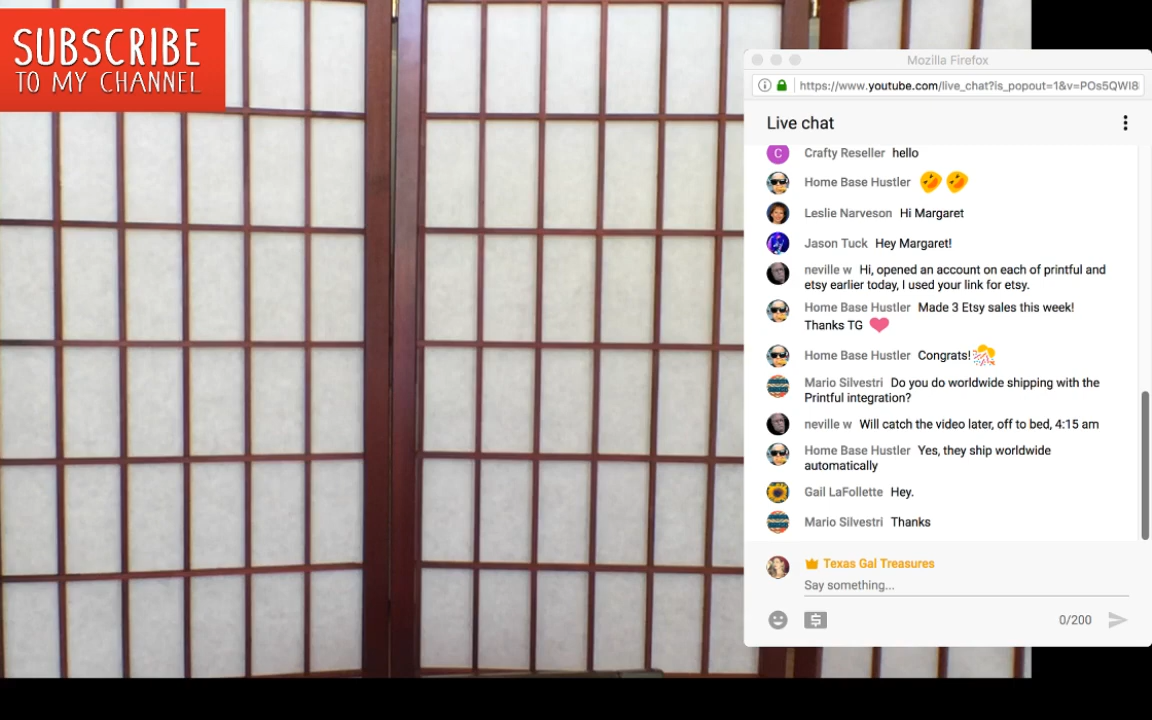 SUBSCRIBE
TO MY CHANNEL
Mozilla Firefox
https://www.youtube.com/live_chat?is_popout=1&v=POs5QWI8
Live chat
C Crafty Reseller hello
Home Base Hustler
Leslie Narveson Hi Margaret
Jason Tuck Hey Margaret!
neville w Hi, opened an account on each of printful and
etsy earlier today, I used your link for etsy.
Home Base Hustler Made 3 Etsy sales this week!
Thanks TG
Home Base Hustler Congrats!
Mario Silvestri Do you do worldwide shipping with the
Printful integration?
neville w Will catch the video later, off to bed, 4:15 am
Home Base Hustler Yes, they ship worldwide
automatically
Gail LaFollette Hey.
Mario Silvestri Thanks
Texas Gal Treasures
Say something...
0/200